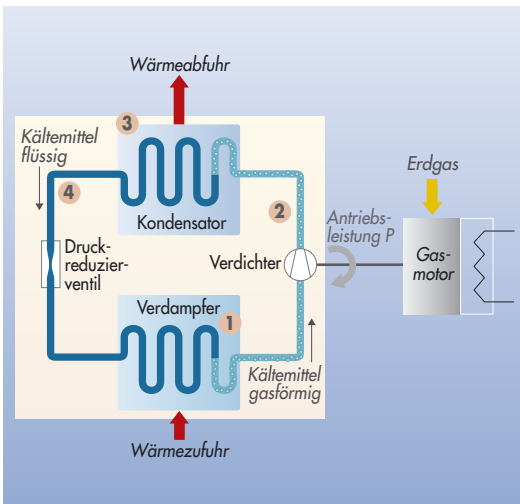 Wärmeabfuhr
3
Kältemittel
flüssig
4
Kondensator
2
Erdgas
Antriebs-
leistung P
Druck-
reduzier-
ventil
Verdichter
Gas-
motor
Verdampfer
1
Kältemittel
gasförmig
Wärmezufuhr